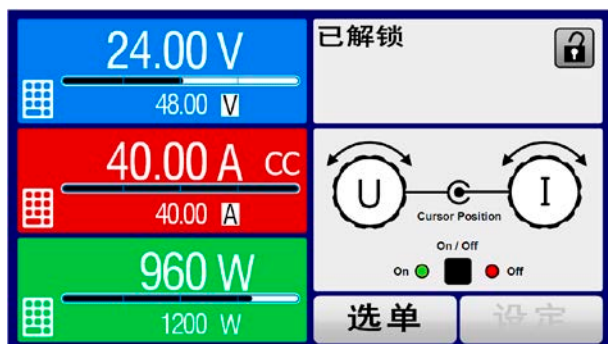 24.00 V
48.00 V
40.00 A CC
40.00 A
960 W
1200 W
已解锁
U
I
Cursor Position
On / Off
On
Off
选单
设定